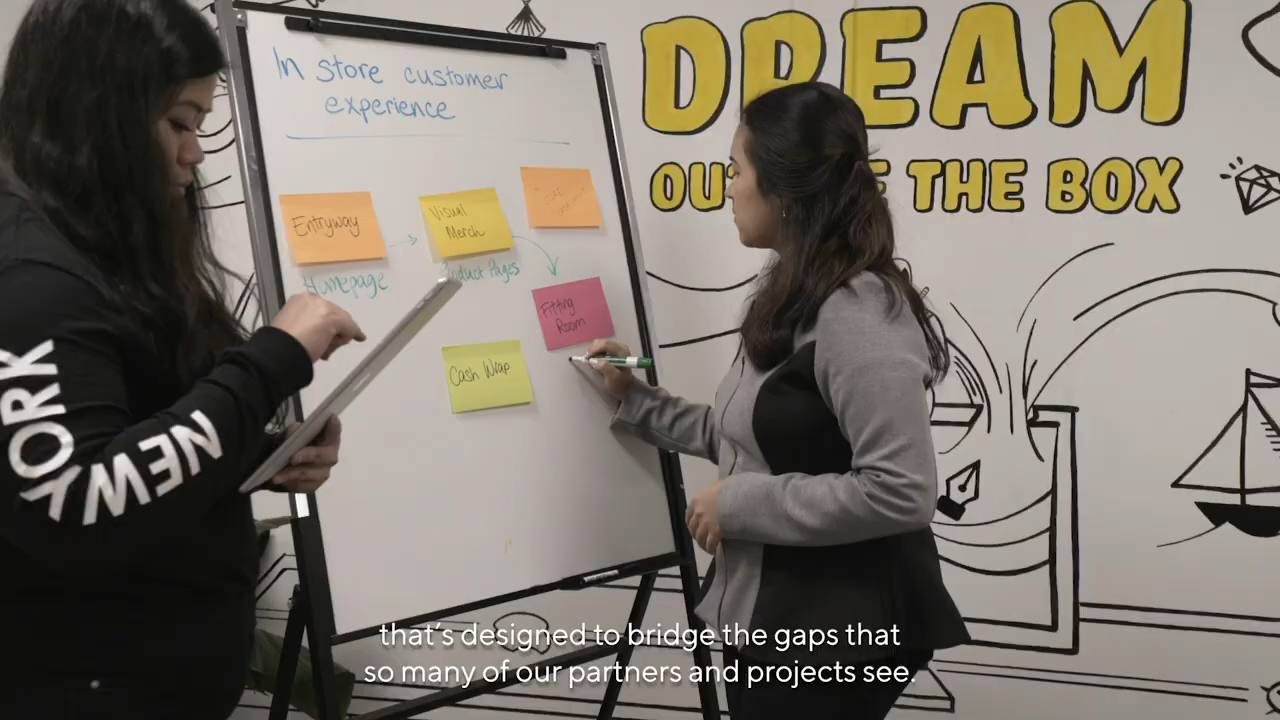 In store customer
experience
Entryway
Homepage
Visual
Merch
Product Pages
Fitting
Room
Cash Wrap
DREAM
THE BOX
NEW YORK
that's designed to bridge the gaps that
so many of our partners and projects see.